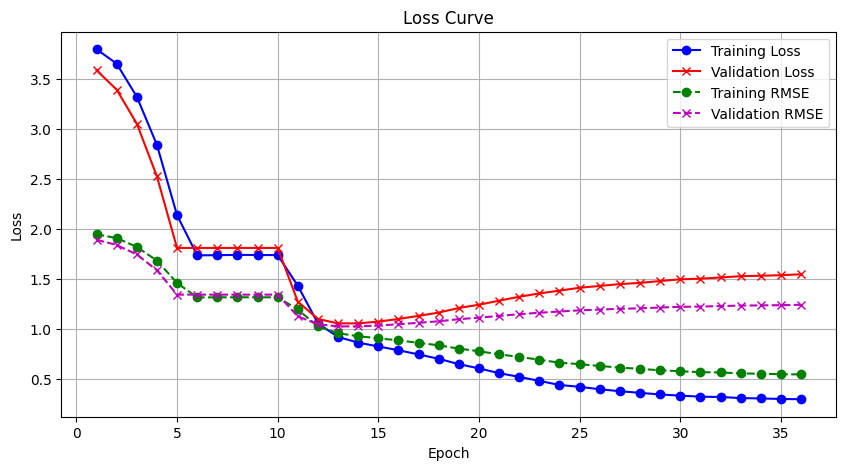 Loss Curve
Training Loss
Validation Loss
Training RMSE
Validation RMSE
3.5
3.0
2.5
2.0
1.5
1.0
0.5
Loss
0 5 10 15 20 25 30 35
Epoch